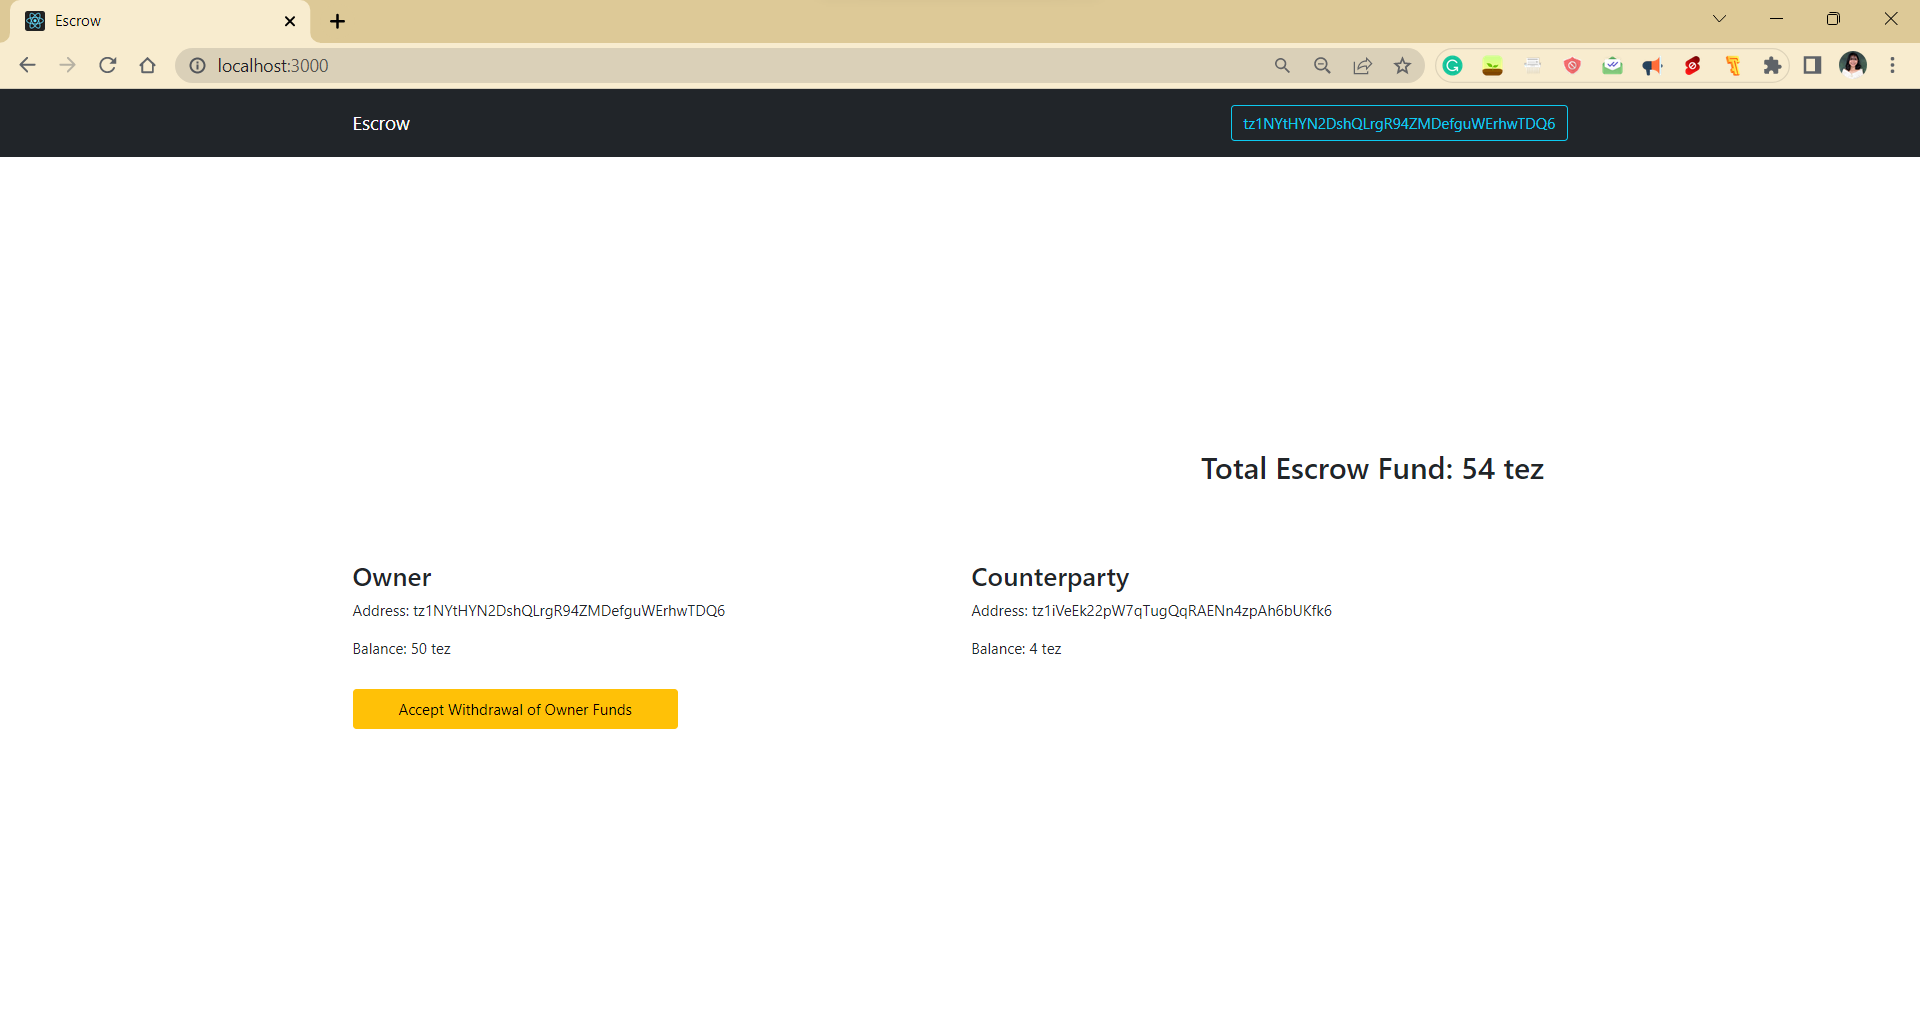 Escrow
localhost:3000
Escrow
tz1NYtHYN2DshQLrgR94ZMDefguWErhwTDQ6
Total Escrow Fund: 54 tez
Owner
Address: tz1NYtHYN2DshQLrgR94ZMDefguWErhwTDQ6
Balance: 50 tez
Accept Withdrawal of Owner Funds
Counterparty
Address: tz1iVeEk22pW7qTugQqRAENn4zpAh6bUKfk6
Balance: 4 tez